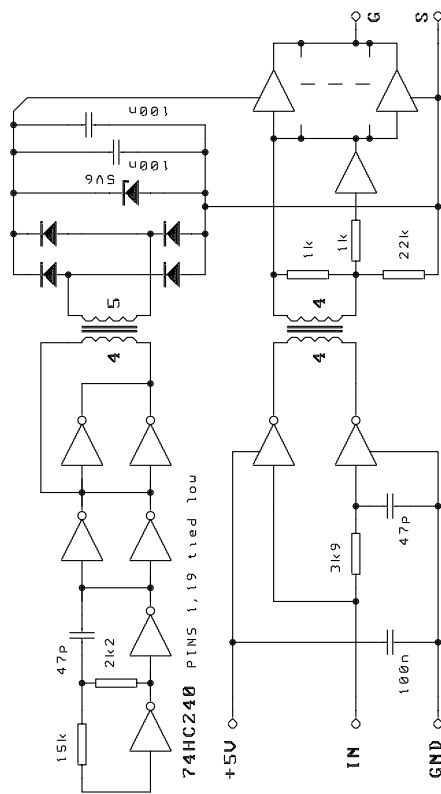 15k
47p
2k2
74HC240 PINS 1,19 tied low
4
5
5V6
100n
100n
+5V
IN
GND
100n
3k9
47p
4
4
1k
1k
22k
G
S